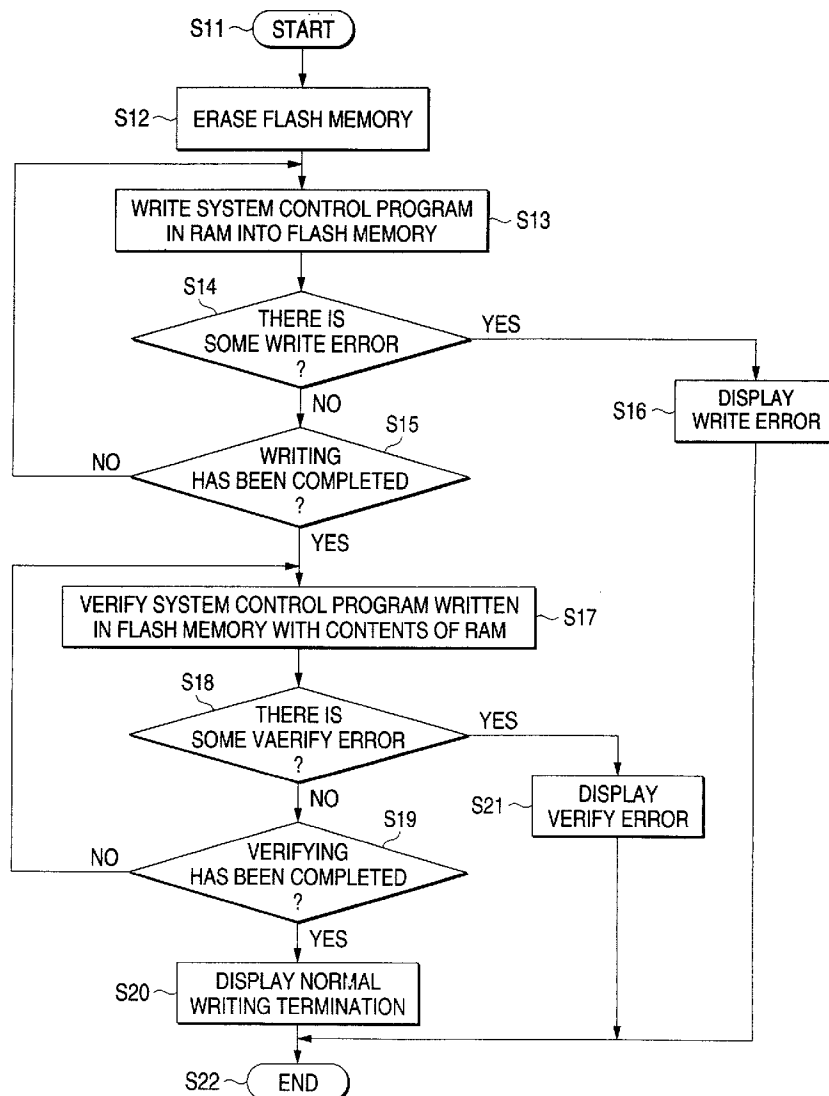 S11
START
S12
ERASE FLASH MEMORY
WRITE SYSTEM CONTROL PROGRAM
IN RAM INTO FLASH MEMORY
S13
S14
THERE IS
SOME WRITE ERROR
?
YES
NO
S16
DISPLAY
WRITE ERROR
S15
WRITING
HAS BEEN COMPLETED
?
NO
YES
VERIFY SYSTEM CONTROL PROGRAM WRITTEN
IN FLASH MEMORY WITH CONTENTS OF RAM
S17
S18
THERE IS
SOME VAERIFY ERROR
?
YES
NO
S21
DISPLAY
VERIFY ERROR
S19
VERIFYING
HAS BEEN COMPLETED
?
NO
YES
S20
DISPLAY NORMAL
WRITING TERMINATION
S22
END